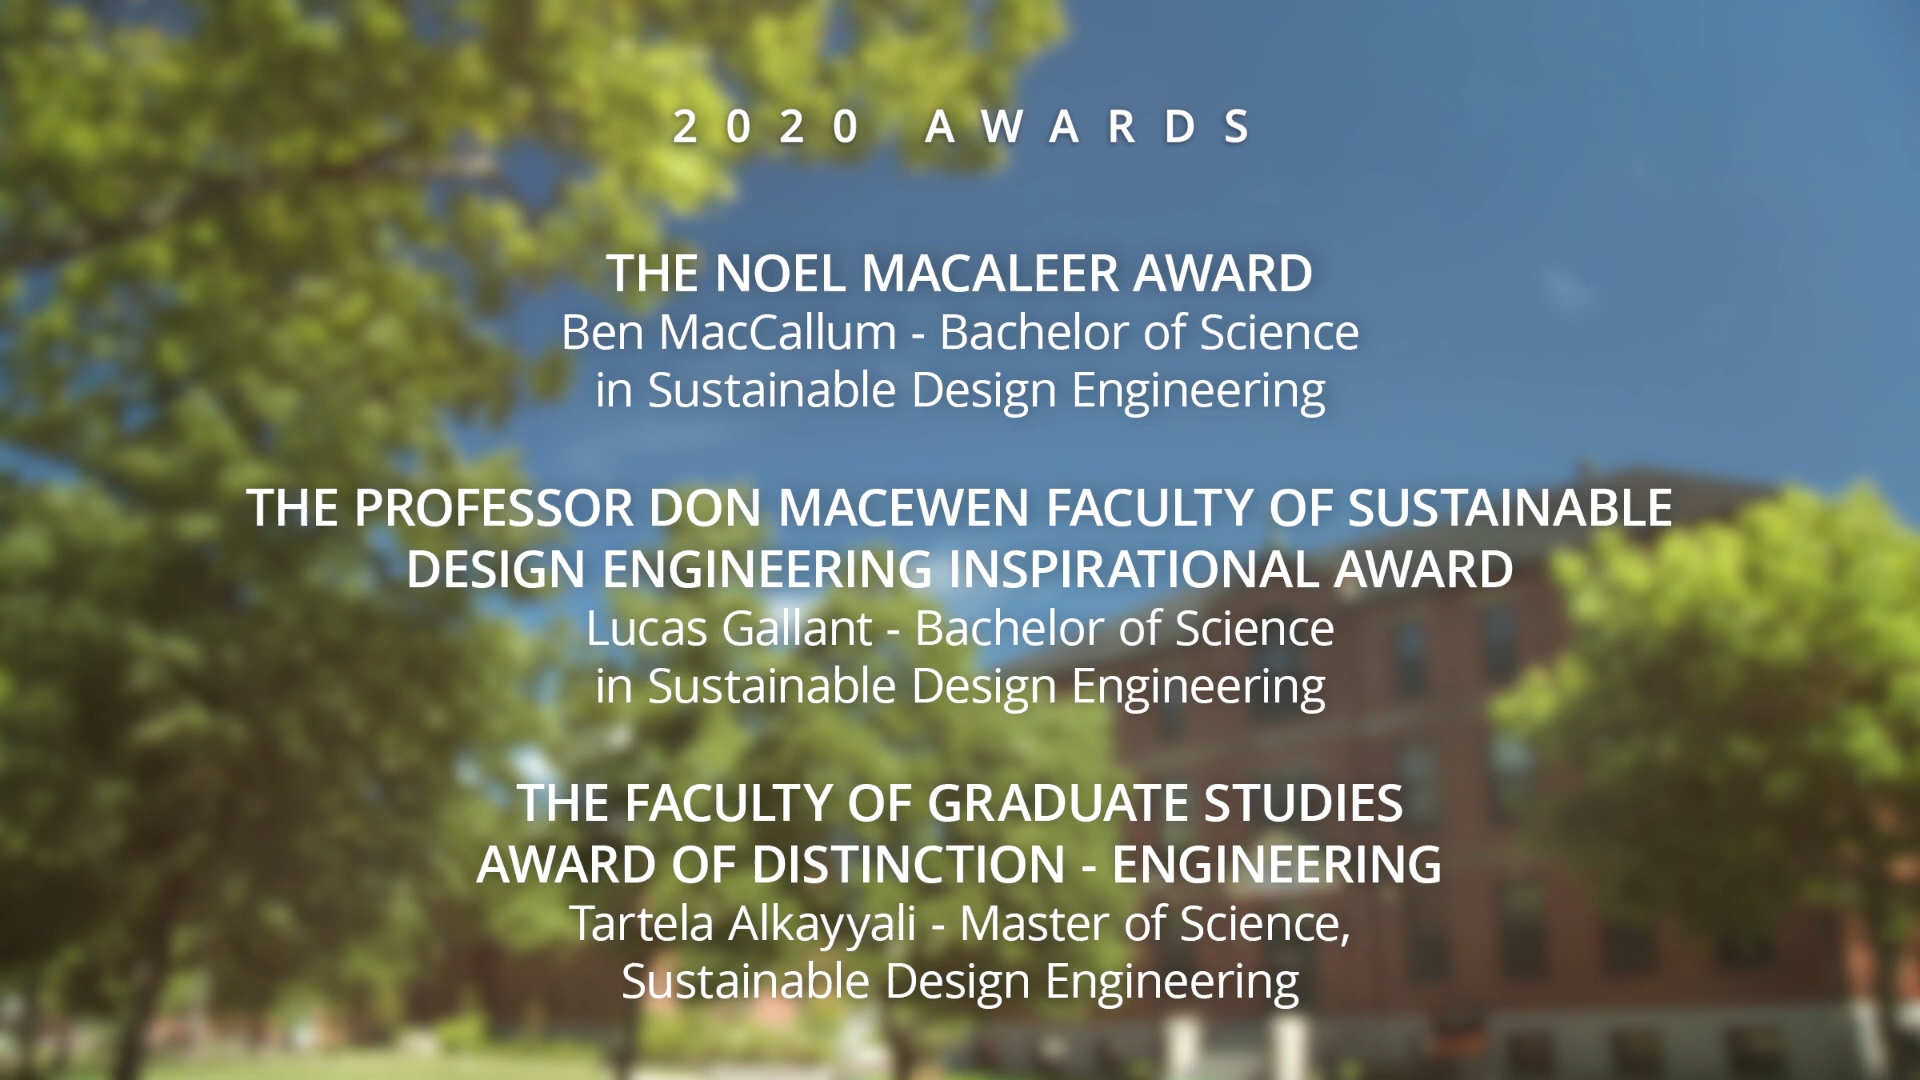 2020 AWARDS
THE NOEL MACALEER AWARD
Ben MacCallum - Bachelor of Science
in Sustainable Design Engineering
THE PROFESSOR DON MACEWEN FACULTY OF SUSTAINABLE
DESIGN ENGINEERING INSPIRATIONAL AWARD
Lucas Gallant - Bachelor of Science
in Sustainable Design Engineering
THE FACULTY OF GRADUATE STUDIES
AWARD OF DISTINCTION - ENGINEERING
Tartela Alkayyali - Master of Science,
Sustainable Design Engineering